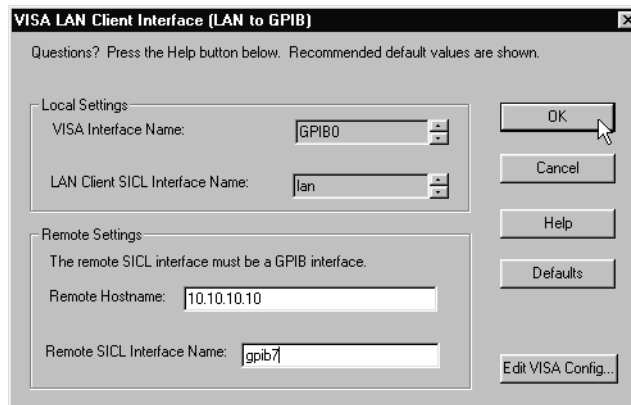 VISA LAN Client Interface (LAN to GPIB)
Questions? Press the Help button below. Recommended default values are shown.
Local Settings
VISA Interface Name: GPIB0
LAN Client SICL Interface Name: lan
OK
Cancel
Help
Defaults
Remote Settings
The remote SICL interface must be a GPIB interface.
Remote Hostname: 10.10.10.10
Remote SICL Interface Name: gpib7
Edit VISA Config...